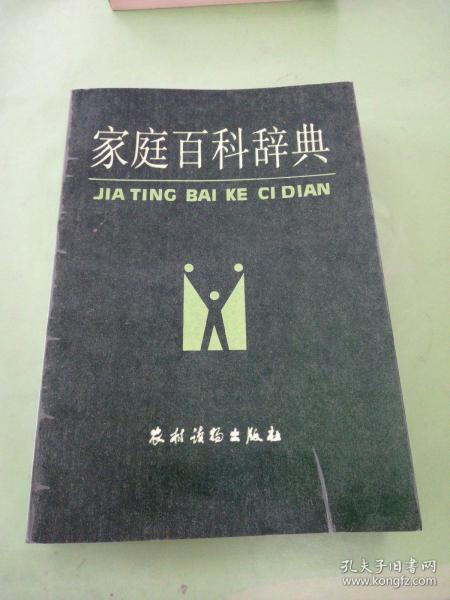 家庭百科辞典
JIA TING BAI KE CI DIAN
农村读物出版社
孔夫子旧书网
www.kongfz.com